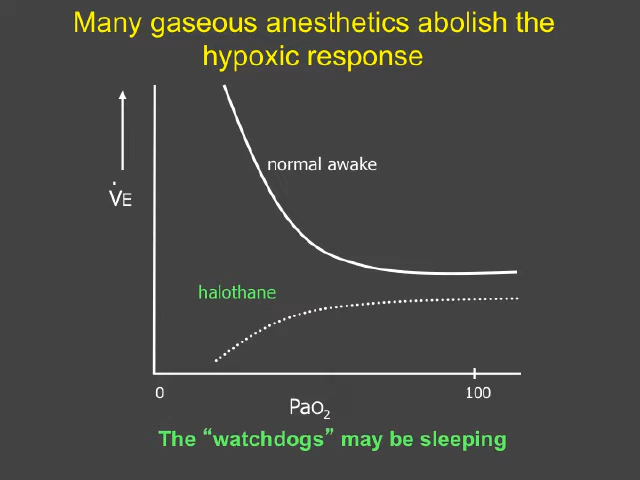 Many gaseous anesthetics abolish the
hypoxic response
normal awake
V̇E
halothane
0
100
PaO₂
The “watchdogs” may be sleeping